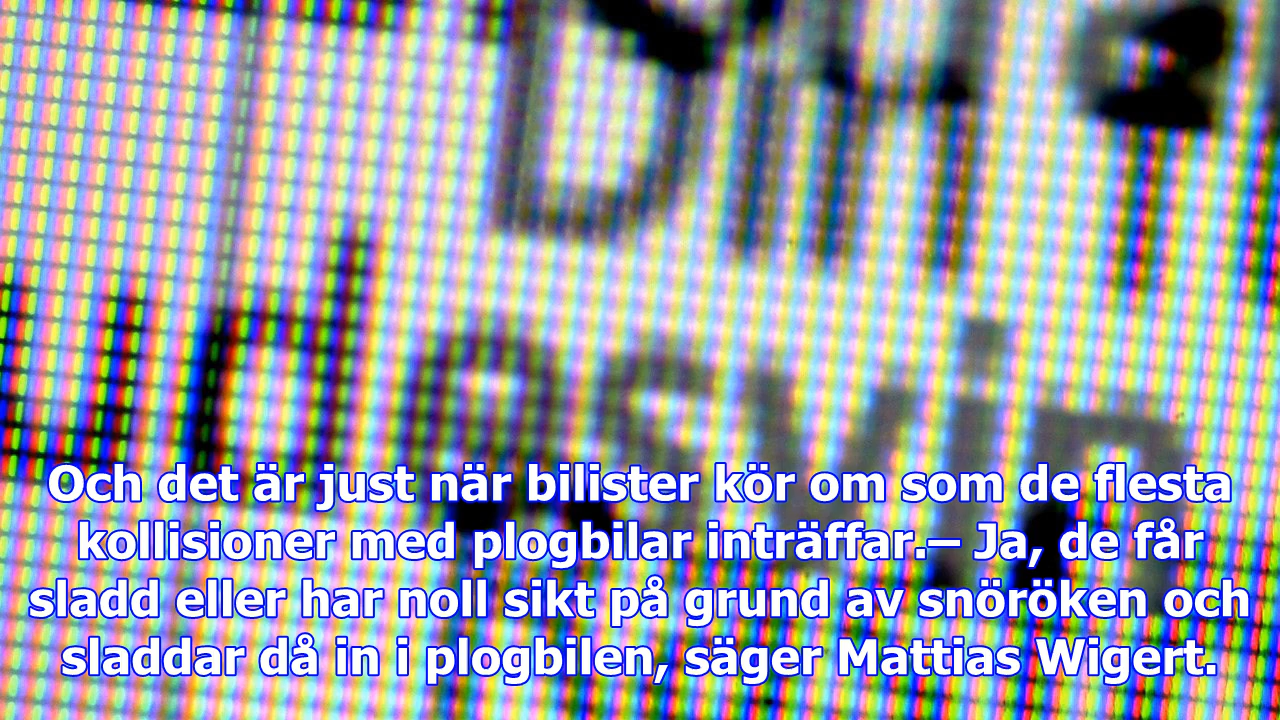 Och det är just när bilister kör om som de flesta
kollisioner med plogbilar inträffar.– Ja, de får
sladd eller har noll sikt på grund av snöröken och
sladdar då in i plogbilen, säger Mattias Wigert.